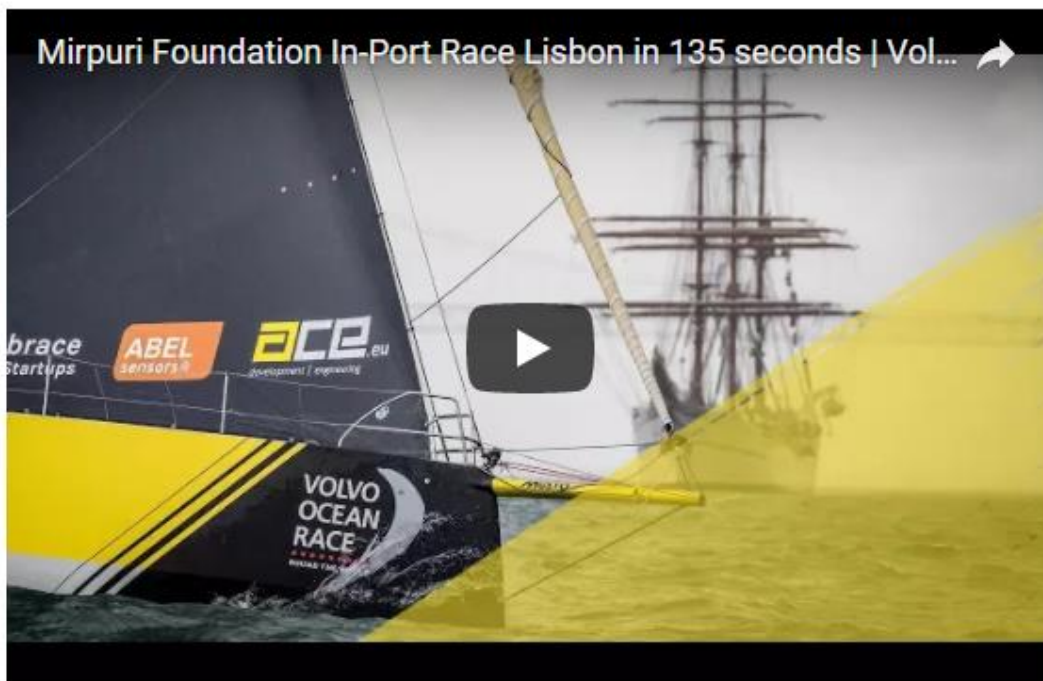 Mirpuri Foundation In-Port Race Lisbon in 135 seconds | Vol...
brace
Startups
ABEL
sensors
ace.eu
development | engineering
VOLVO
OCEAN
RACE